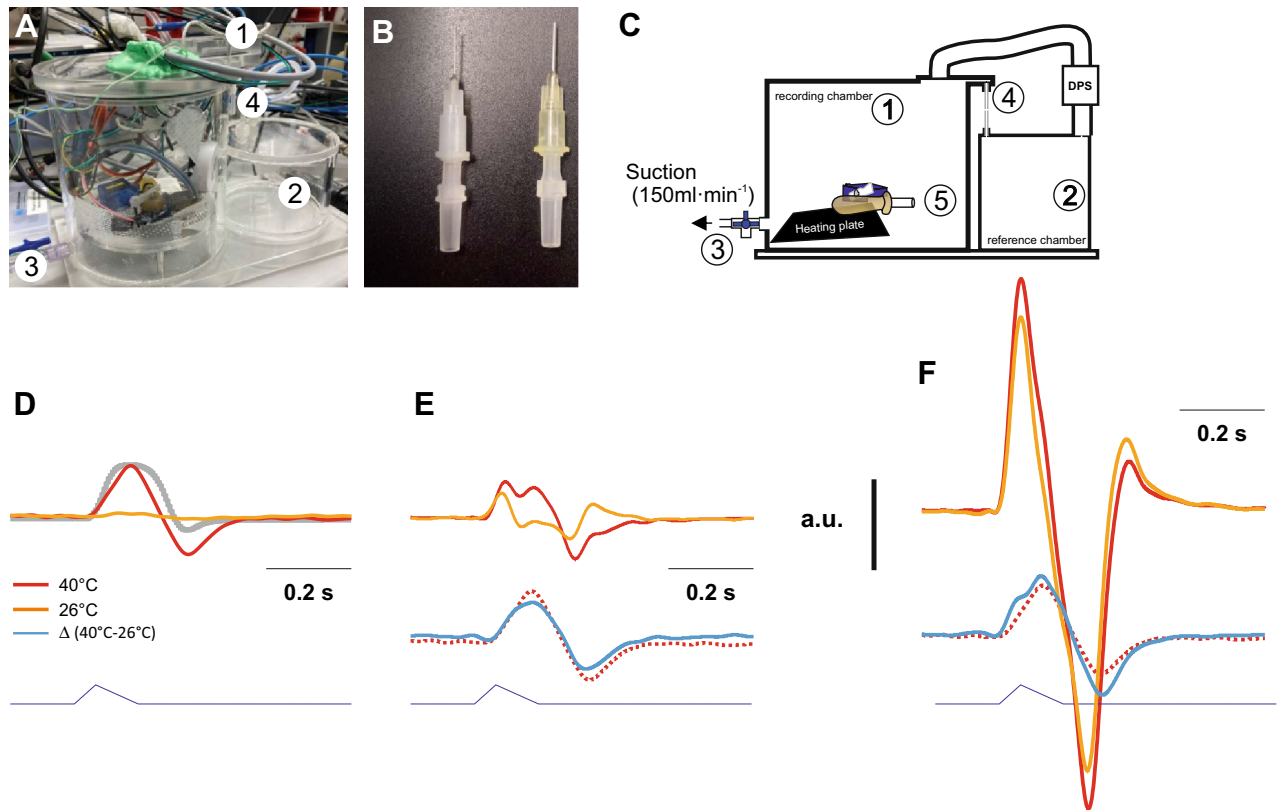 A
1
4
2
3
B
C
recording chamber
1
4
DPS
Suction
(150ml·min⁻¹)
5
2
Heating plate
3
reference chamber
D
E
F
0.2 s
a.u.
0.2 s
0.2 s
40°C
26°C
Δ (40°C-26°C)